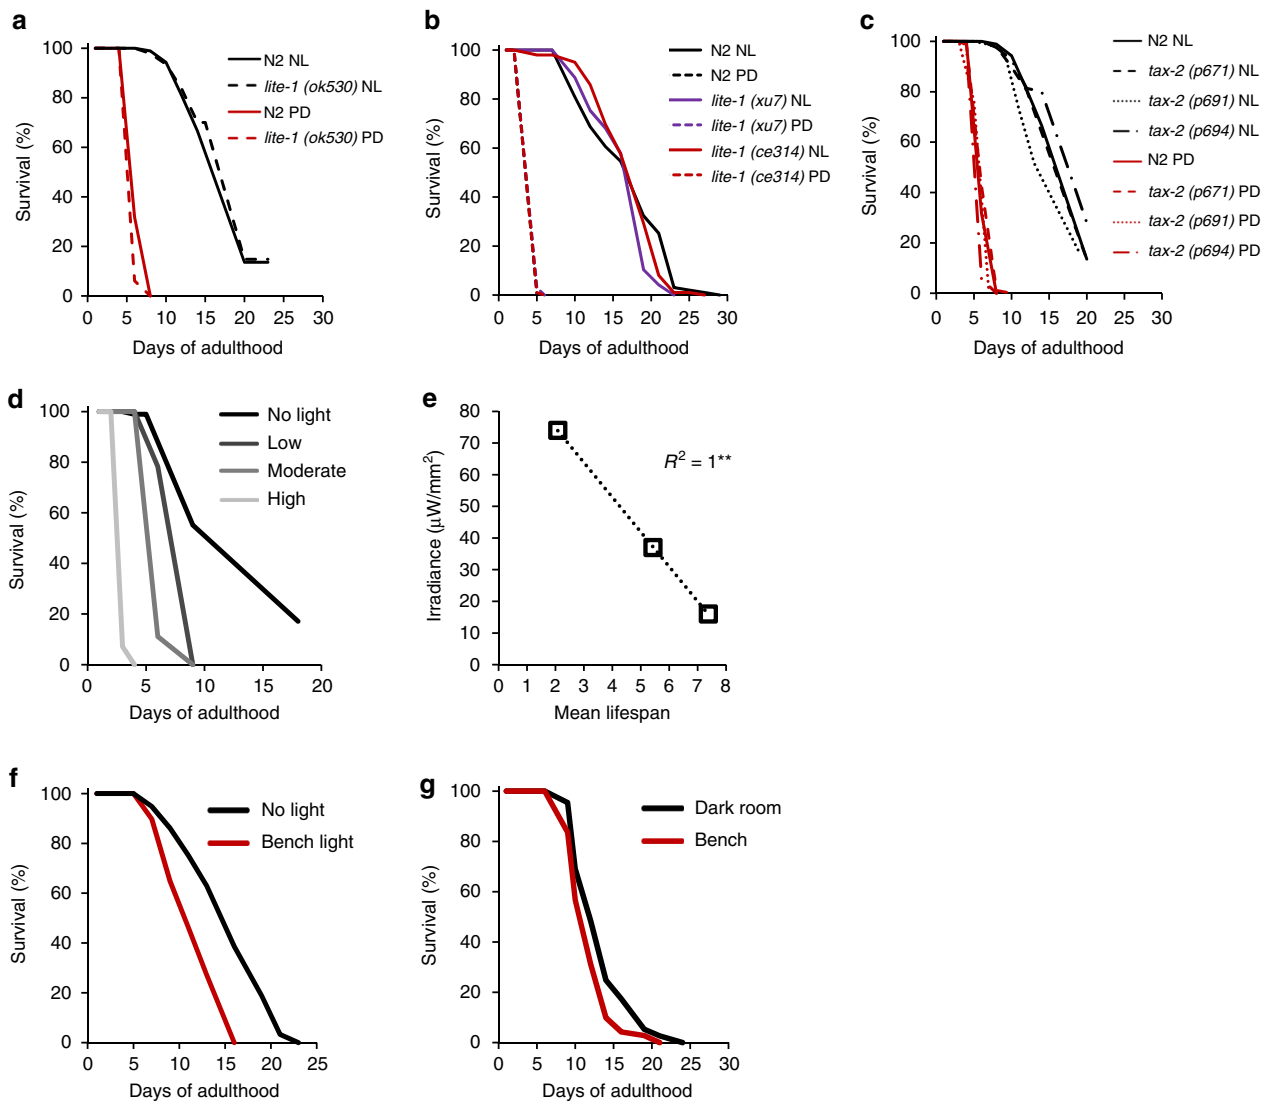 a
100
80
60
40
20
0
0 5 10 15 20 25 30
Survival (%)
Days of adulthood
N2 NL
lite-1 (ok530) NL
N2 PD
lite-1 (ok530) PD
b
100
80
60
40
20
0
0 5 10 15 20 25 30
Survival (%)
Days of adulthood
N2 NL
N2 PD
lite-1 (xu7) NL
lite-1 (xu7) PD
lite-1 (ce314) NL
lite-1 (ce314) PD
c
100
80
60
40
20
0
0 5 10 15 20 25 30
Survival (%)
Days of adulthood
N2 NL
tax-2 (p671) NL
tax-2 (p691) NL
tax-2 (p694) NL
N2 PD
tax-2 (p671) PD
tax-2 (p691) PD
tax-2 (p694) PD
d
100
80
60
40
20
0
0 5 10 15 20
Survival (%)
Days of adulthood
No light
Low
Moderate
High
e
80
70
60
50
40
30
20
10
0
0 1 2 3 4 5 6 7 8
Irradiance (μW/mm²)
Mean lifespan
R² = 1**
f
100
80
60
40
20
0
0 5 10 15 20 25
Survival (%)
Days of adulthood
No light
Bench light
g
100
80
60
40
20
0
0 5 10 15 20 25 30
Survival (%)
Days of adulthood
Dark room
Bench